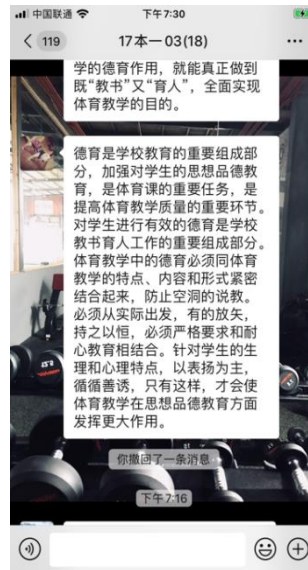 中国联通
下午7:30
119
17本一03(18)
学的德育作用，就能真正做到
既“教书”又“育人”，全面实现
体育教学的目的。
德育是学校教育的重要组成部
分，加强对学生的思想品德教
育，是体育课的重要任务，是
提高体育教学质量的重要环节。
对学生进行有效的德育是学校
教书育人工作的重要组成部分。
体育教学中的德育必须同体育
教学的特点、内容和形式紧密
结合起来，防止空洞的说教。
必须从实际出发，有的放矢，
持之以恒，必须严格要求和耐
心教育相结合。针对学生的生
理和心理特点，以表扬为主，
循循善诱，只有这样，才会使
体育教学在思想品德教育方面
发挥更大作用。
你撤回了一条消息
下午7:16